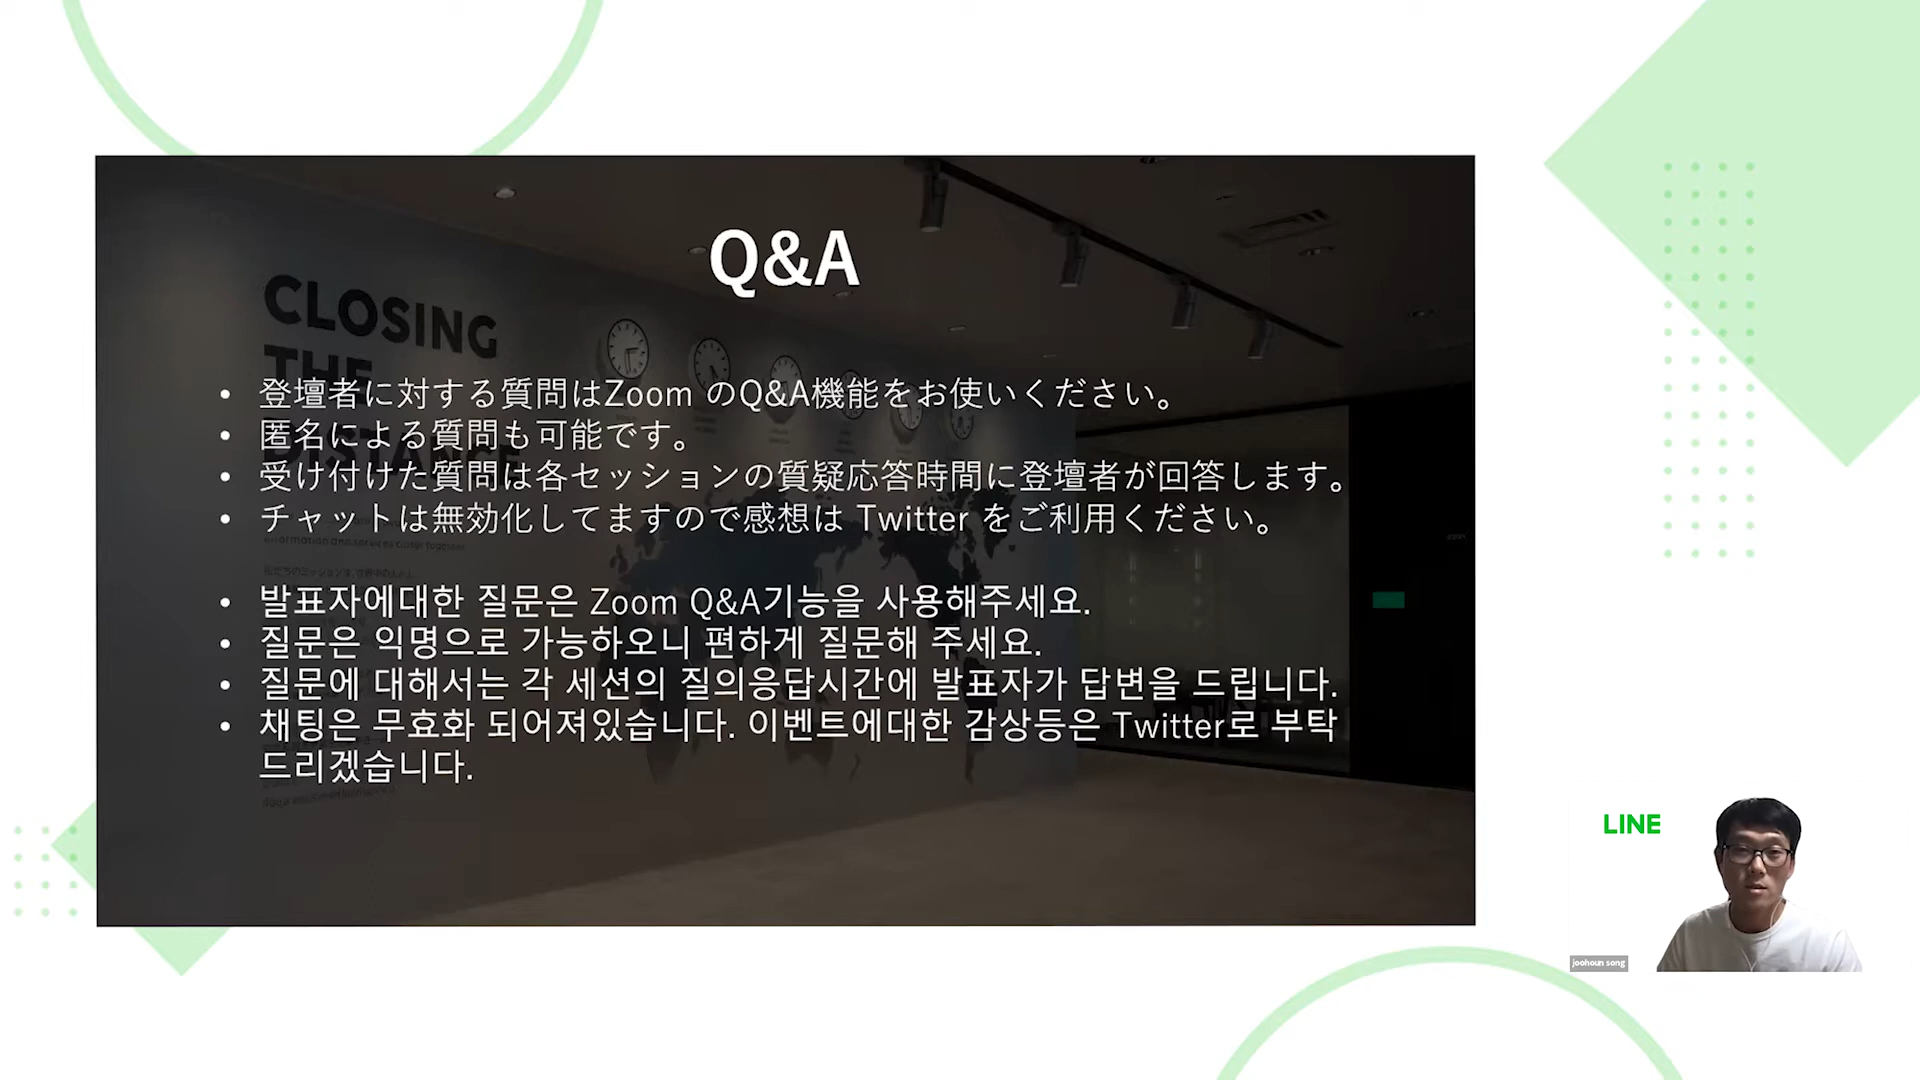 Q&A
CLOSING
THE
DISTANCE
• 登壇者に対する質問はZoom のQ&A機能をお使いください。
• 匿名による質問も可能です。
• 受け付けた質問は各セッションの質疑応答時間に登壇者が回答します。
• チャットは無効化してますので感想は Twitter をご利用ください。
information and services closer together
• 발표자에대한 질문은 Zoom Q&A기능을 사용해주세요.
• 질문은 익명으로 가능하오니 편하게 질문해 주세요.
• 질문에 대해서는 각 세션의 질의응답시간에 발표자가 답변을 드립니다.
• 채팅은 무효화 되어져있습니다. 이벤트에대한 감상등은 Twitter로 부탁
드리겠습니다.
LINE
joohoun song